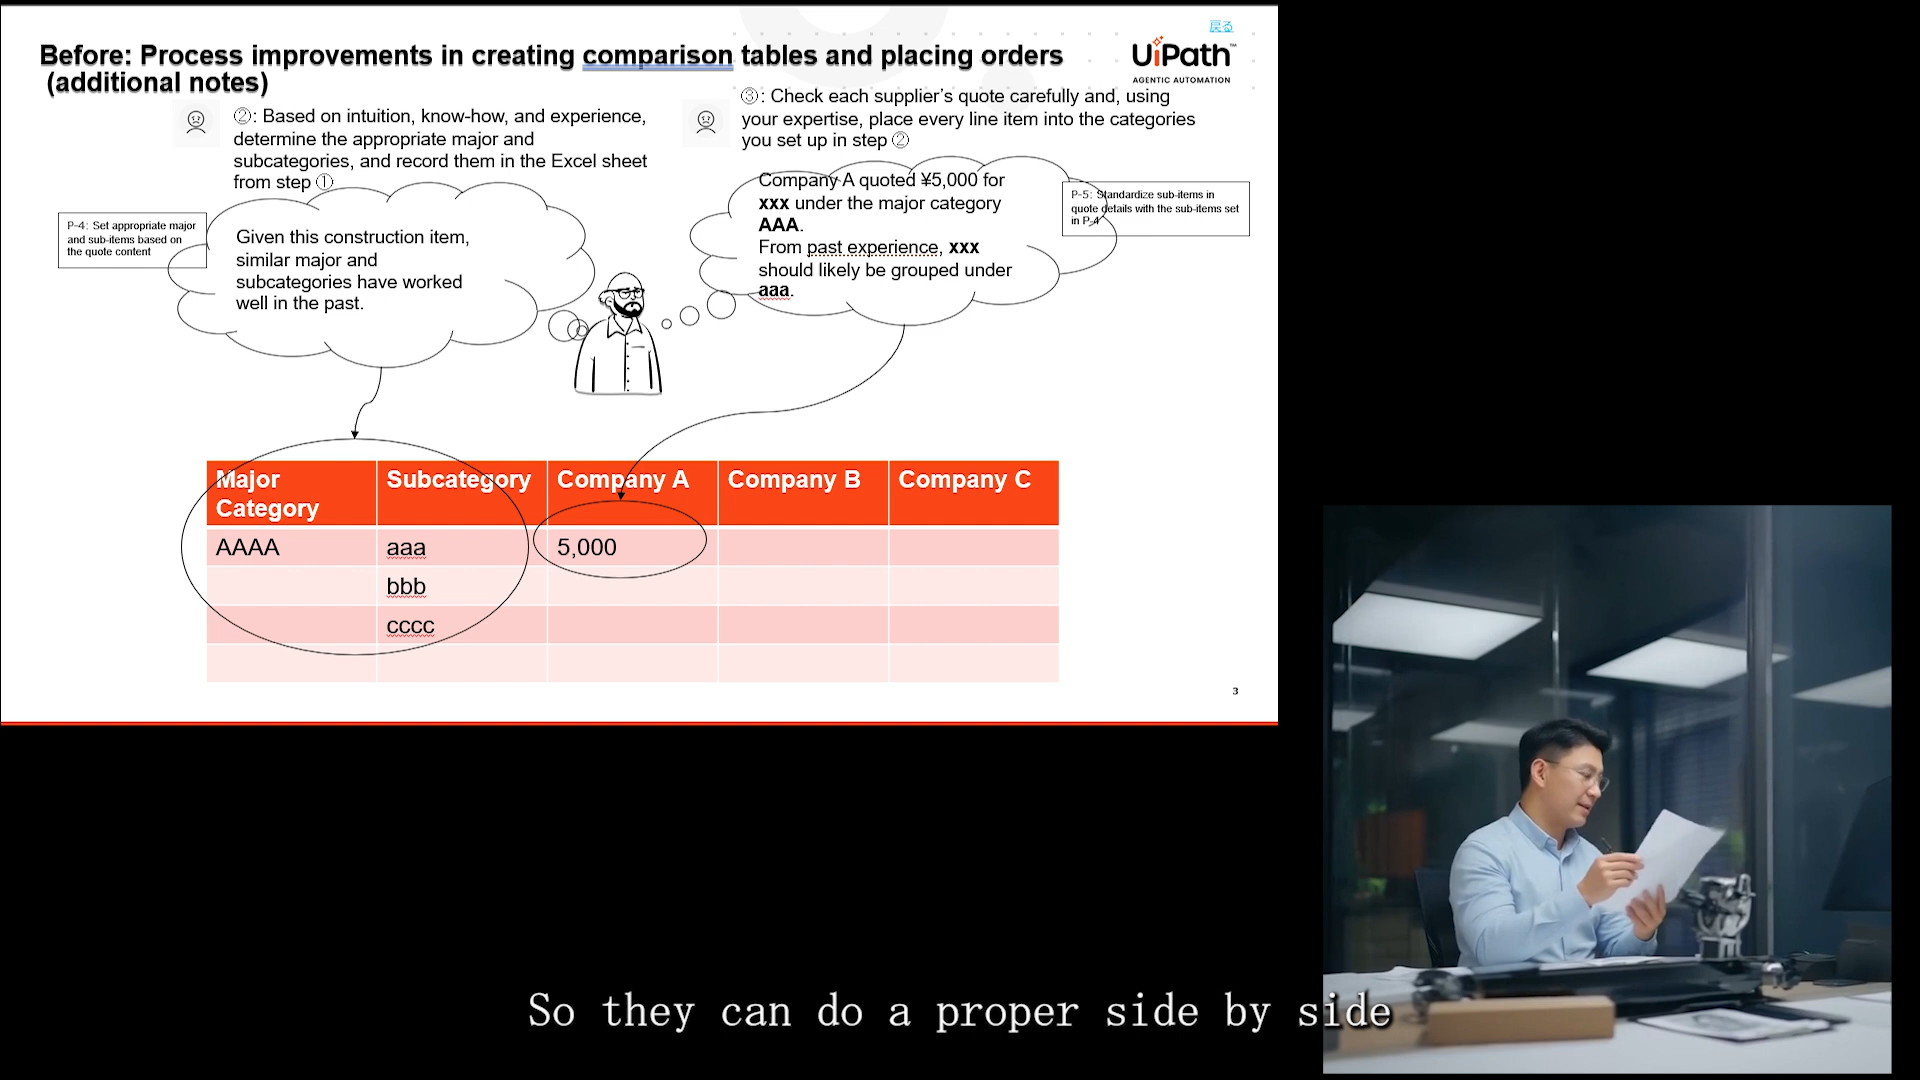 戻る
Before: Process improvements in creating comparison tables and placing orders
(additional notes)
UiPath™
AGENTIC AUTOMATION
②: Based on intuition, know-how, and experience,
determine the appropriate major and
subcategories, and record them in the Excel sheet
from step ①
③: Check each supplier’s quote carefully and, using
your expertise, place every line item into the categories
you set up in step ②
P-4: Set appropriate major
and sub-items based on
the quote content
Given this construction item,
similar major and
subcategories have worked
well in the past.
Company A quoted ¥5,000 for
xxx under the major category
AAA.
From past experience, xxx
should likely be grouped under
aaa.
P-5: Standardize sub-items in
quote details with the sub-items set
in P-4
Major Category Subcategory Company A Company B Company C
AAAA aaa 5,000
bbb
cccc
3
So they can do a proper side by side